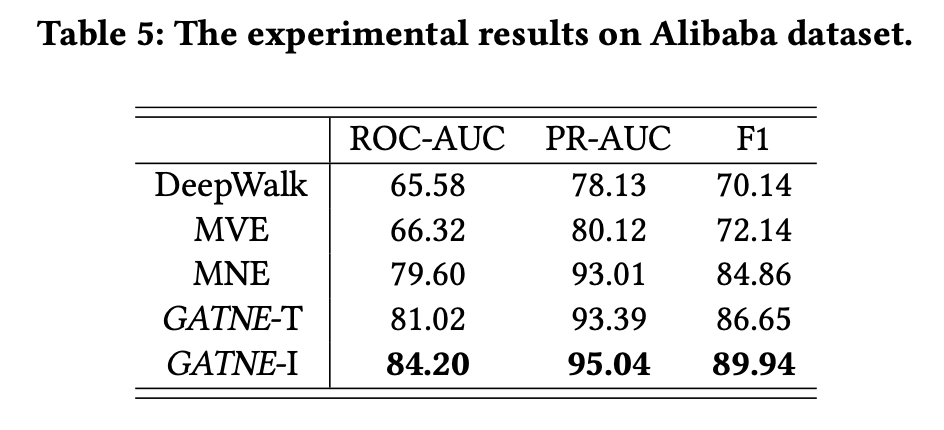 Table 5: The experimental results on Alibaba dataset.
ROC-AUC PR-AUC F1
DeepWalk 65.58 78.13 70.14
MVE 66.32 80.12 72.14
MNE 79.60 93.01 84.86
GATNE-T 81.02 93.39 86.65
GATNE-I 84.20 95.04 89.94